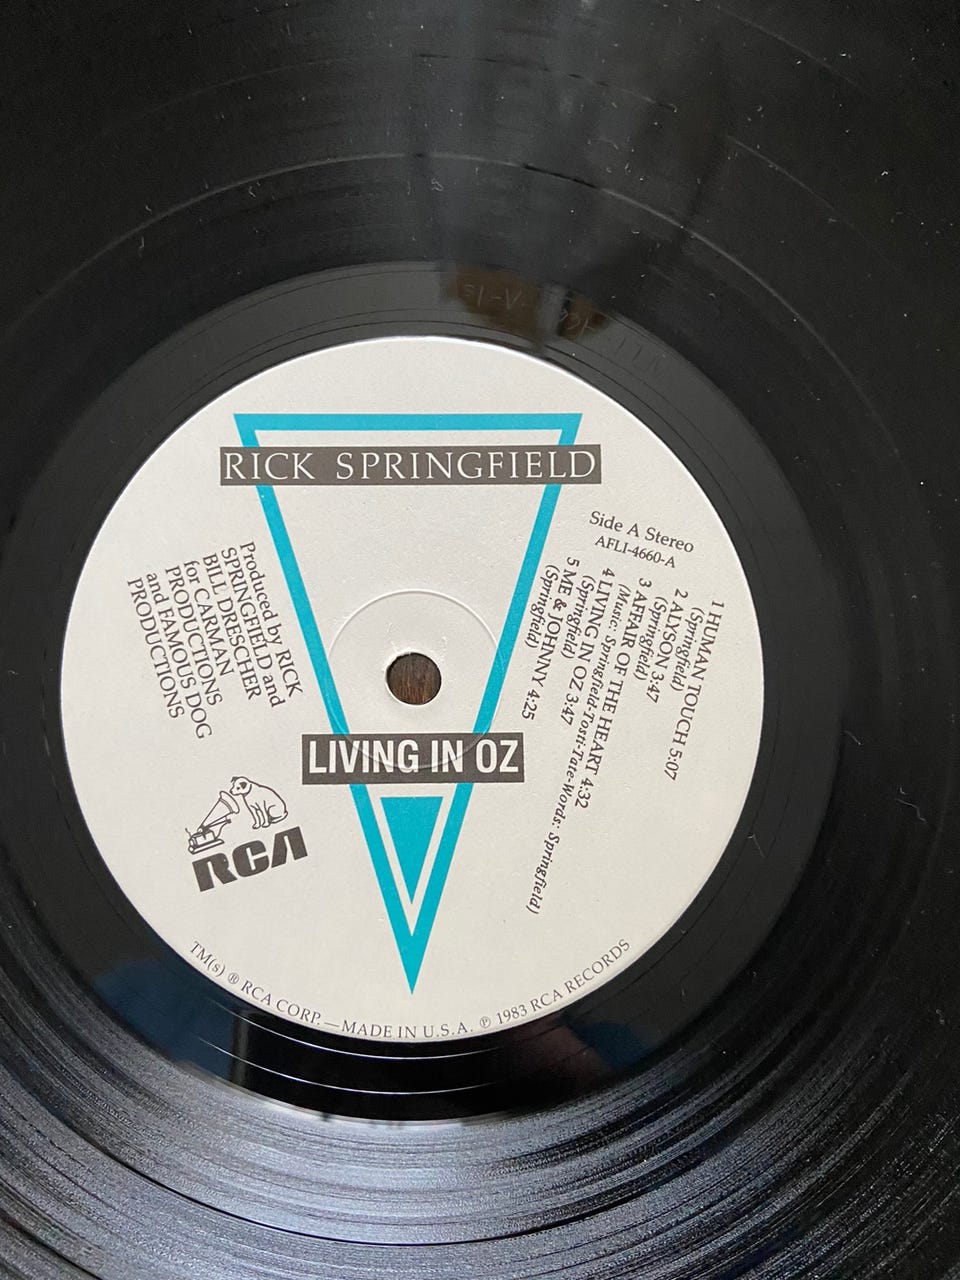 RICK SPRINGFIELD
Side A Stereo
AFL1-4660-A
1 HUMAN TOUCH 5:07
(Springfield)
2 ALYSON 3:47
(Springfield)
3 AFFAIR OF THE HEART 4:32
(Music: Springfield-Tosti-Tate-Words: Springfield)
4 LIVING IN OZ 3:47
(Springfield)
5 ME & JOHNNY 4:25
(Springfield)
Produced by RICK
SPRINGFIELD and
BILL DRESCHER
for CARMAN
PRODUCTIONS
and FAMOUS DOG
PRODUCTIONS
LIVING IN OZ
RCA
TM(s) ® RCA CORP.—MADE IN U.S.A. ℗ 1983 RCA RECORDS